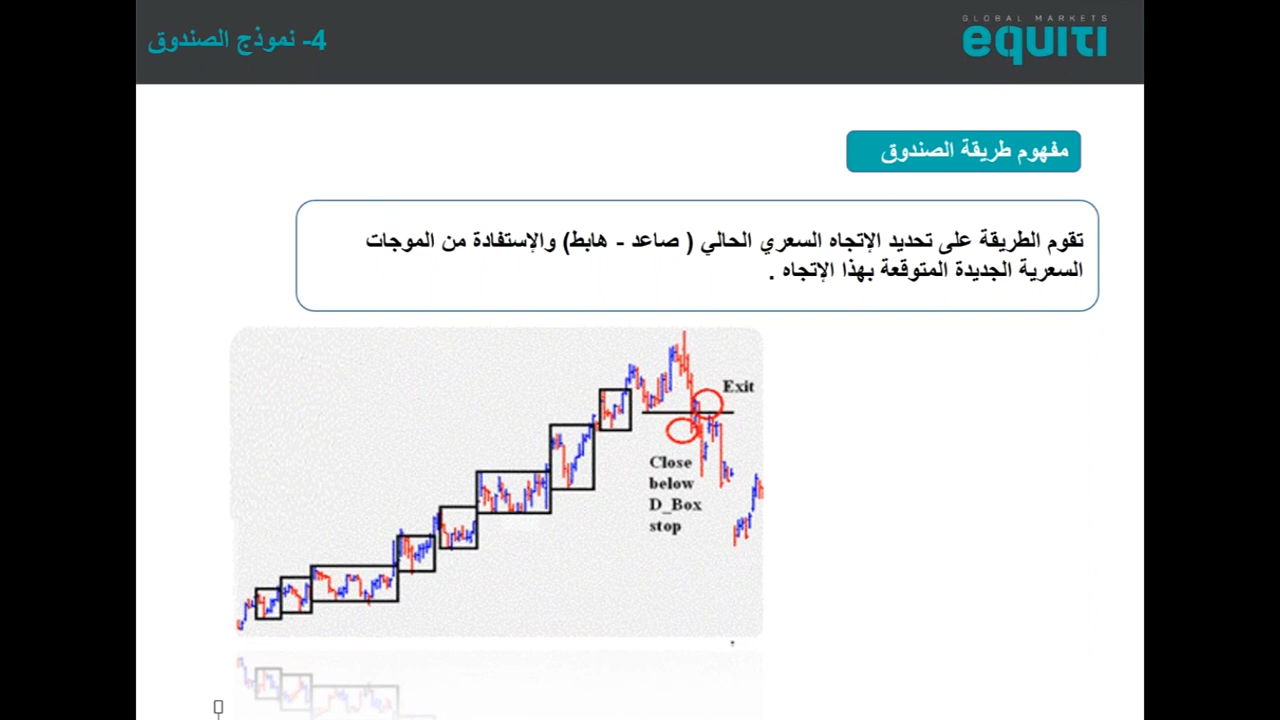 4- نموذج الصندوق
GLOBAL MARKETS
equiti
مفهوم طريقة الصندوق
تقوم الطريقة على تحديد الإتجاه السعري الحالي ( صاعد - هابط) والإستفادة من الموجات
السعرية الجديدة المتوقعة بهذا الإتجاه .
Exit
Close
below
D_Box
stop